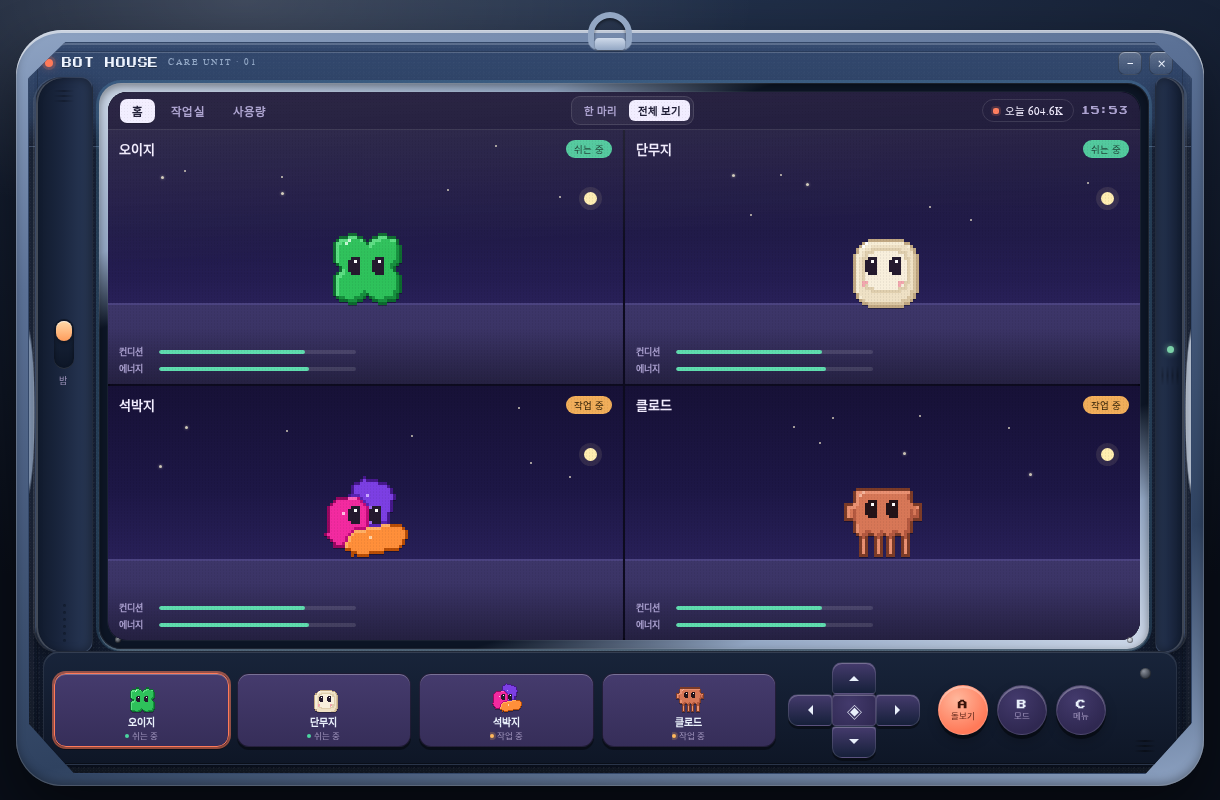 BOT HOUSE CARE UNIT · 01
− ×
홈 작업실 사용량 한 마리 전체 보기 오늘 604.6K 15:53
오이지 쉬는 중
컨디션
에너지
단무지 쉬는 중
컨디션
에너지
석박지 작업 중
컨디션
에너지
클로드 작업 중
컨디션
에너지
밤
오이지
쉬는 중
단무지
쉬는 중
석박지
작업 중
클로드
작업 중
A
돌보기
B
모드
C
메뉴